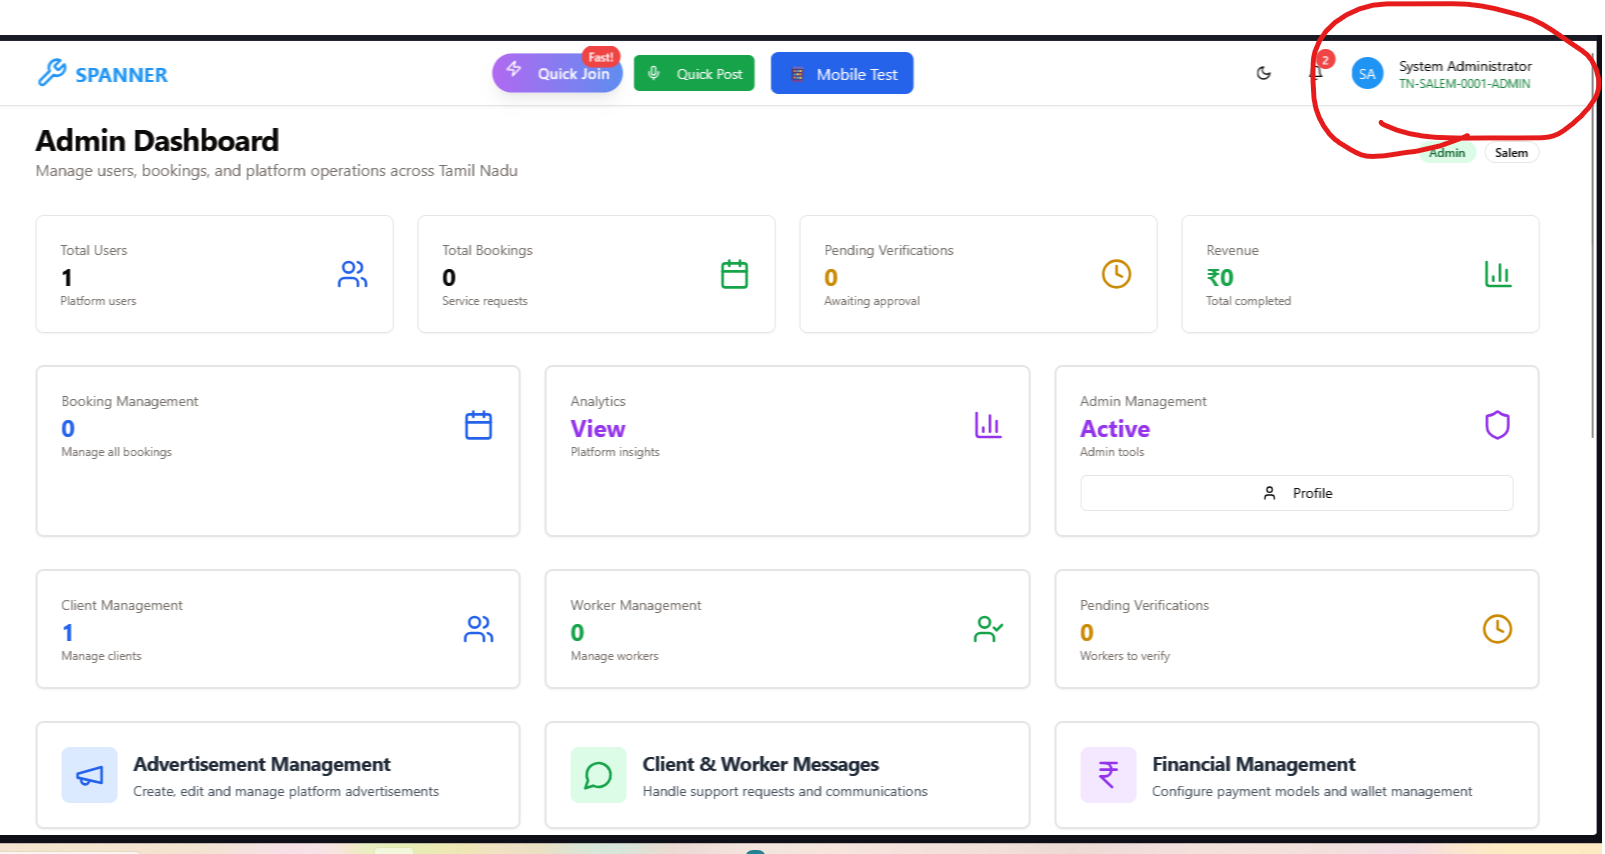 SPANNER
Fast!
Quick Join
Quick Post
Mobile Test
2
SA
System Administrator
TN-SALEM-0001-ADMIN
Admin Dashboard
Manage users, bookings, and platform operations across Tamil Nadu
Admin
Salem
Total Users
1
Platform users
Total Bookings
0
Service requests
Pending Verifications
0
Awaiting approval
Revenue
₹0
Total completed
Booking Management
0
Manage all bookings
Analytics
View
Platform insights
Admin Management
Active
Admin tools
Profile
Client Management
1
Manage clients
Worker Management
0
Manage workers
Pending Verifications
0
Workers to verify
Advertisement Management
Create, edit and manage platform advertisements
Client & Worker Messages
Handle support requests and communications
Financial Management
Configure payment models and wallet management